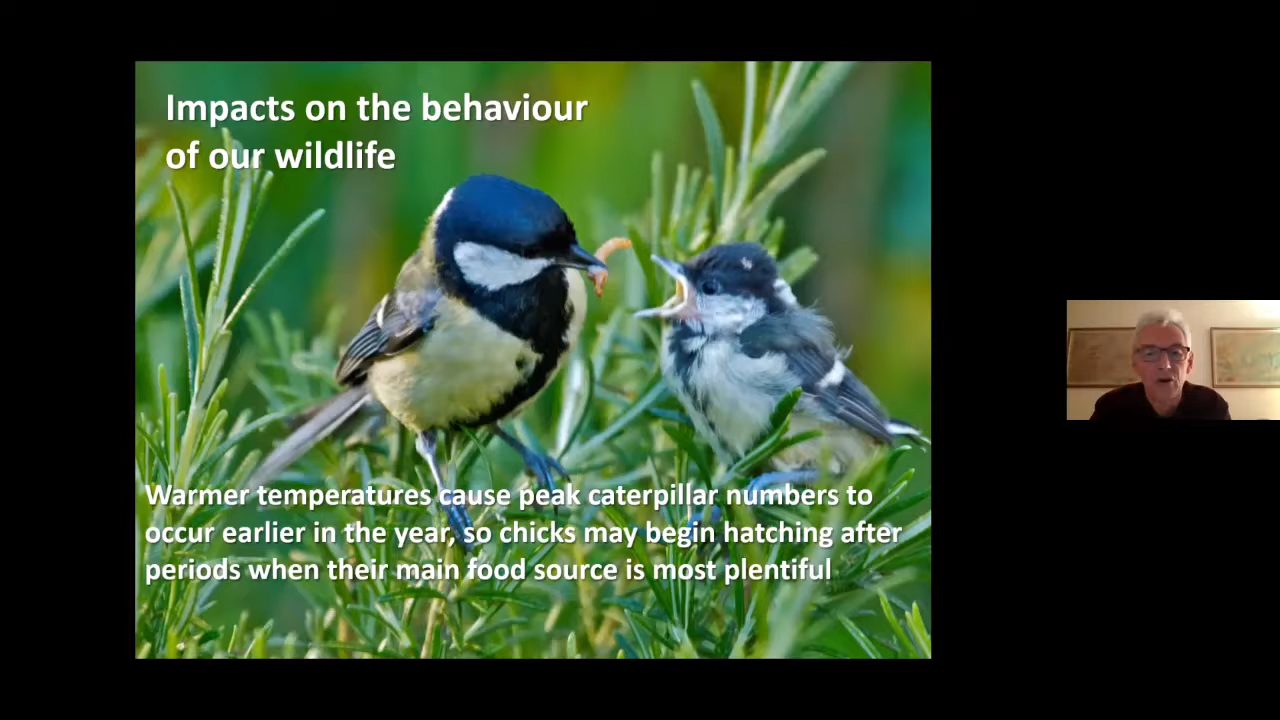 Impacts on the behaviour
of our wildlife
Warmer temperatures cause peak caterpillar numbers to
occur earlier in the year, so chicks may begin hatching after
periods when their main food source is most plentiful